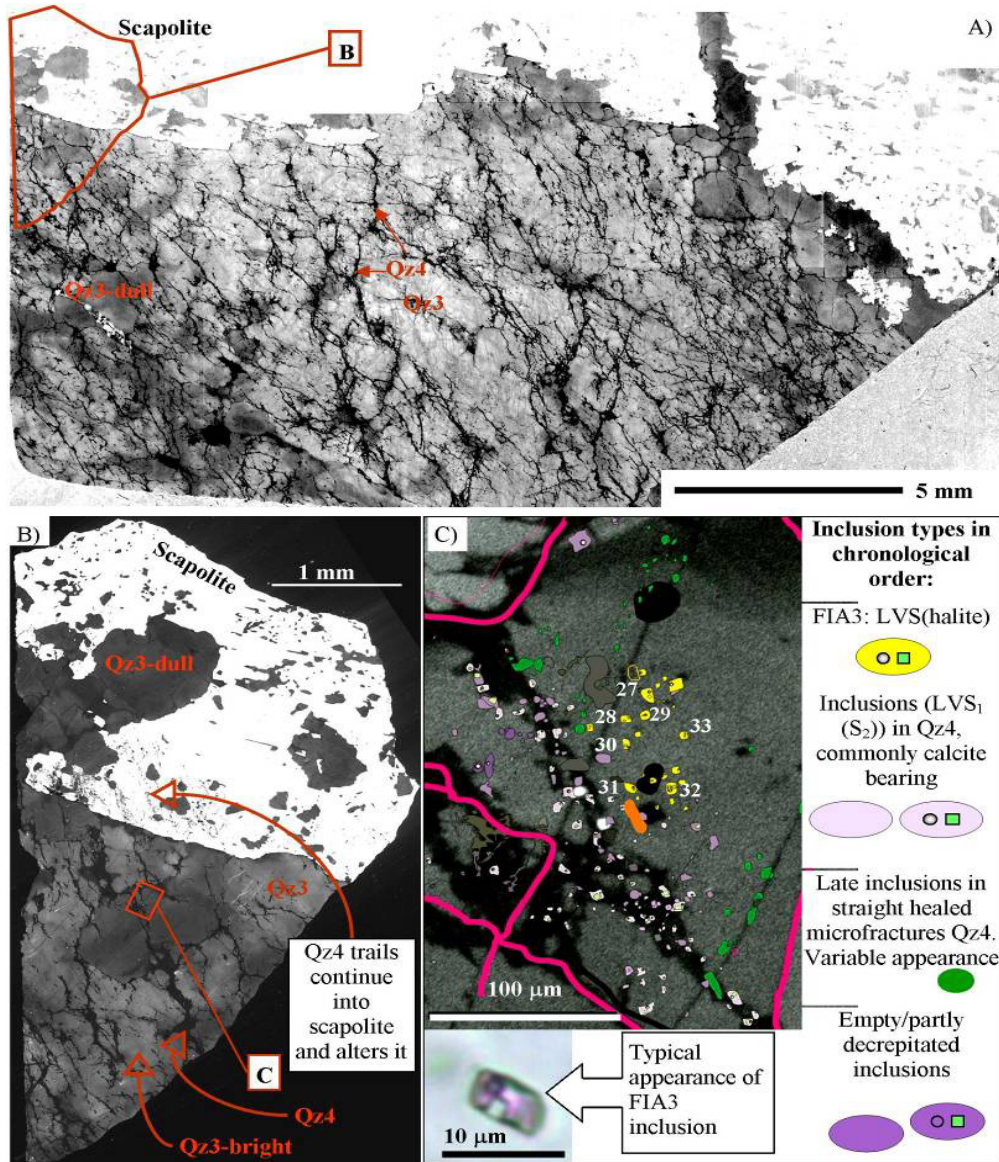 Scapolite
A)
B
Qz4
Qz3-dull
Qz3
5 mm
B)
Scapolite
1 mm
Qz3-dull
Qz3
Qz4 trails
continue
into
scapolite
and alters it
C
Qz4
Qz3-bright
C)
27
28
29
33
30
31
32
100 µm
Typical
appearance of
FIA3
inclusion
10 µm
Inclusion types in
chronological
order:
FIA3: LVS(halite)
Inclusions (LVS₁
(S₂)) in Qz4,
commonly calcite
bearing
Late inclusions in
straight healed
microfractures Qz4.
Variable appearance
Empty/partly
decrepitated
inclusions